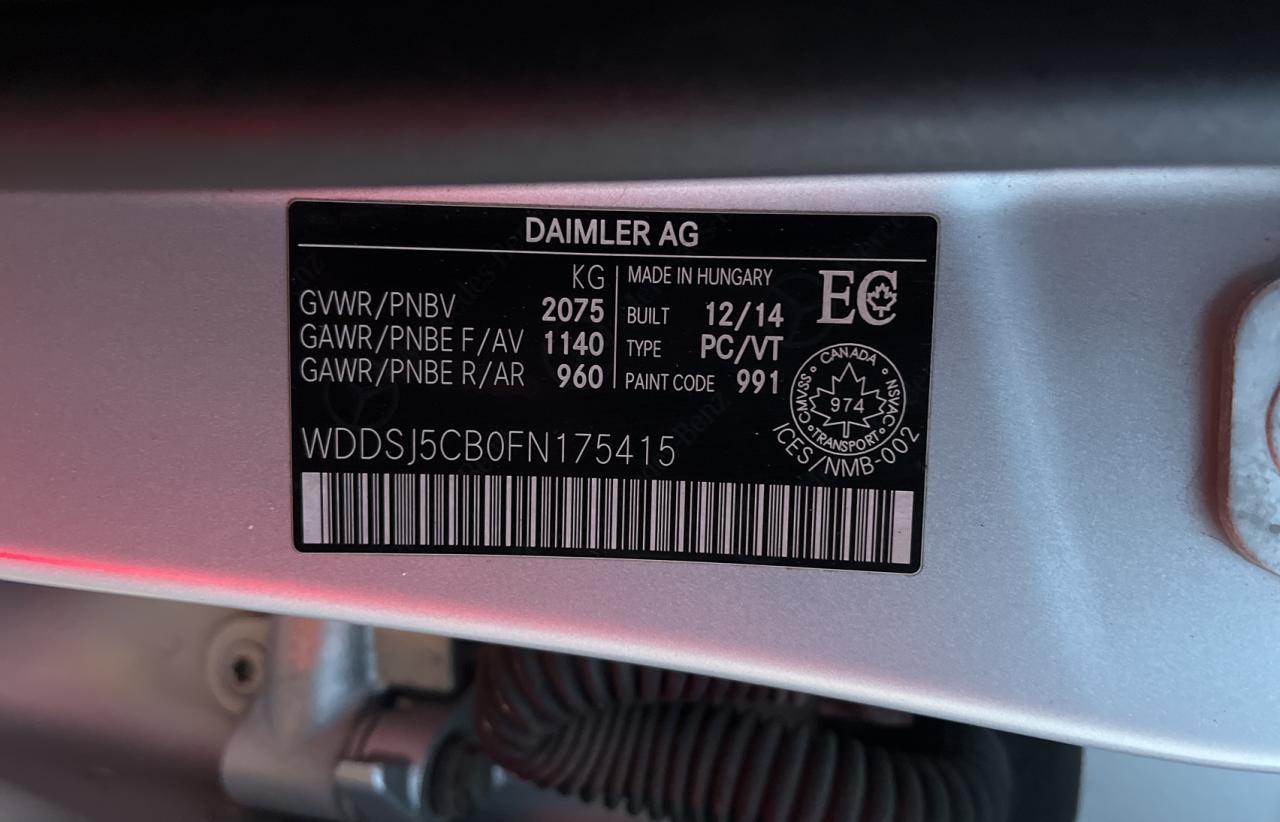 DAIMLER AG
KG
GVWR/PNBV 2075
GAWR/PNBE F/AV 1140
GAWR/PNBE R/AR 960
MADE IN HUNGARY
BUILT 12/14
TYPE PC/VT
PAINT CODE 991
EC
CANADA
CMVSS
NSVAC
974
TRANSPORT
ICES/NMB-002
WDDSJ5CB0FN175415